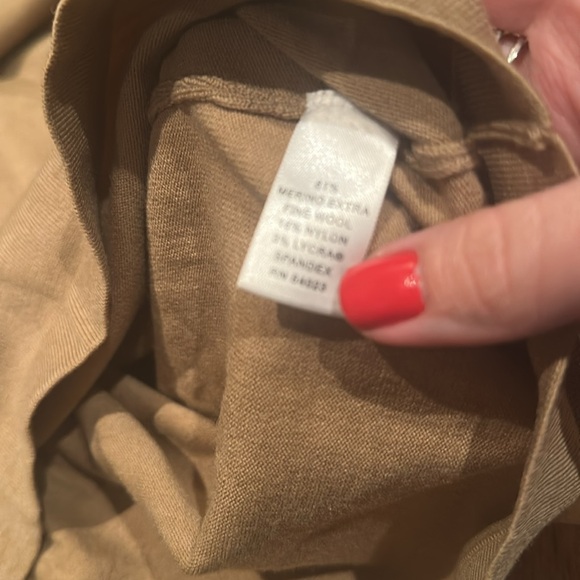 81%
MERINO EXTRA
FINE WOOL
14% NYLON
5% LYCRA®
SPANDEX
RN 54023